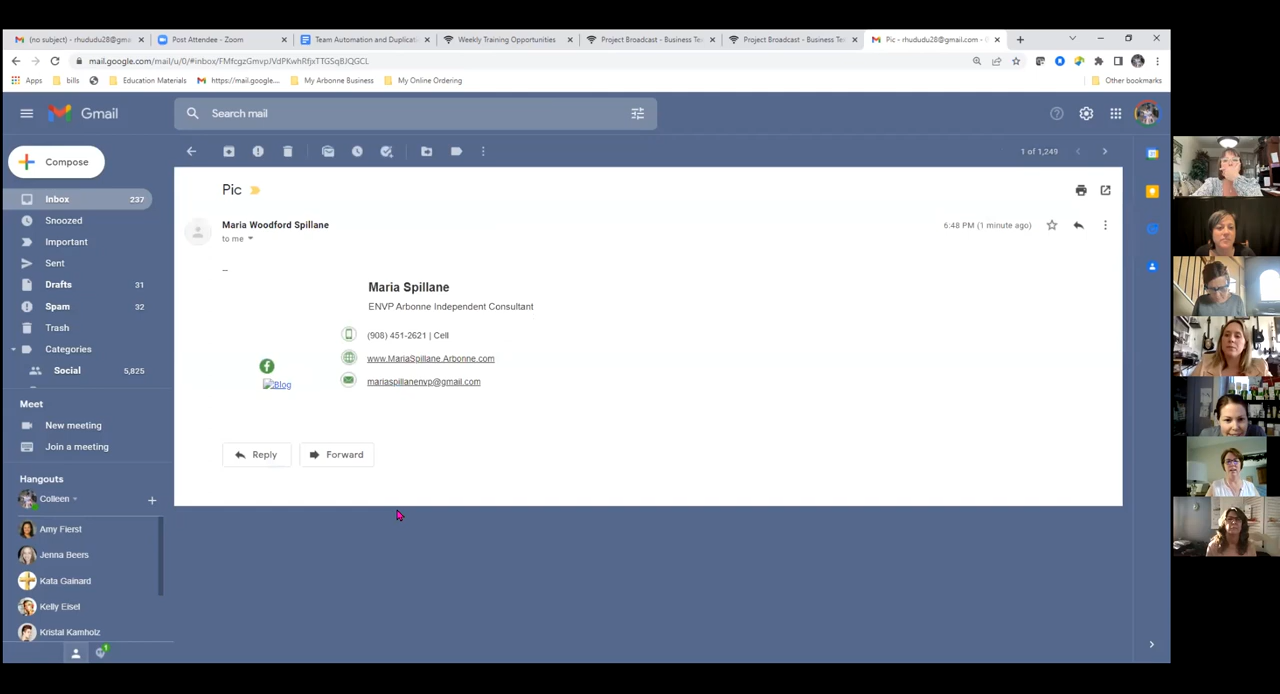 (no subject) - rhududu28@gma
Post Attendee - Zoom
Team Automation and Duplicat
Weekly Training Opportunities
Project Broadcast - Business Te
Project Broadcast - Business Te
Pic - rhududu28@gmail.com -
mail.google.com/mail/u/0/#inbox/FMfcgzGmvpJVdPKwhRfjxTTGSqBJQGCL
Apps
bills
Education Materials
https://mail.google...
My Arbonne Business
My Online Ordering
Other bookmarks
Gmail
Search mail
Compose
1 of 1,249
Inbox 237
Snoozed
Important
Sent
Drafts 31
Spam 32
Trash
Categories
Social 5,825
Meet
New meeting
Join a meeting
Hangouts
Colleen
Amy Fierst
Jenna Beers
Kata Gainard
Kelly Eisel
Kristal Kamholz
1
Pic
Maria Woodford Spillane
6:48 PM (1 minute ago)
to me
--
Maria Spillane
ENVP Arbonne Independent Consultant
(908) 451-2621 | Cell
www.MariaSpillane.Arbonne.com
Blog
mariaspillanenvp@gmail.com
Reply
Forward